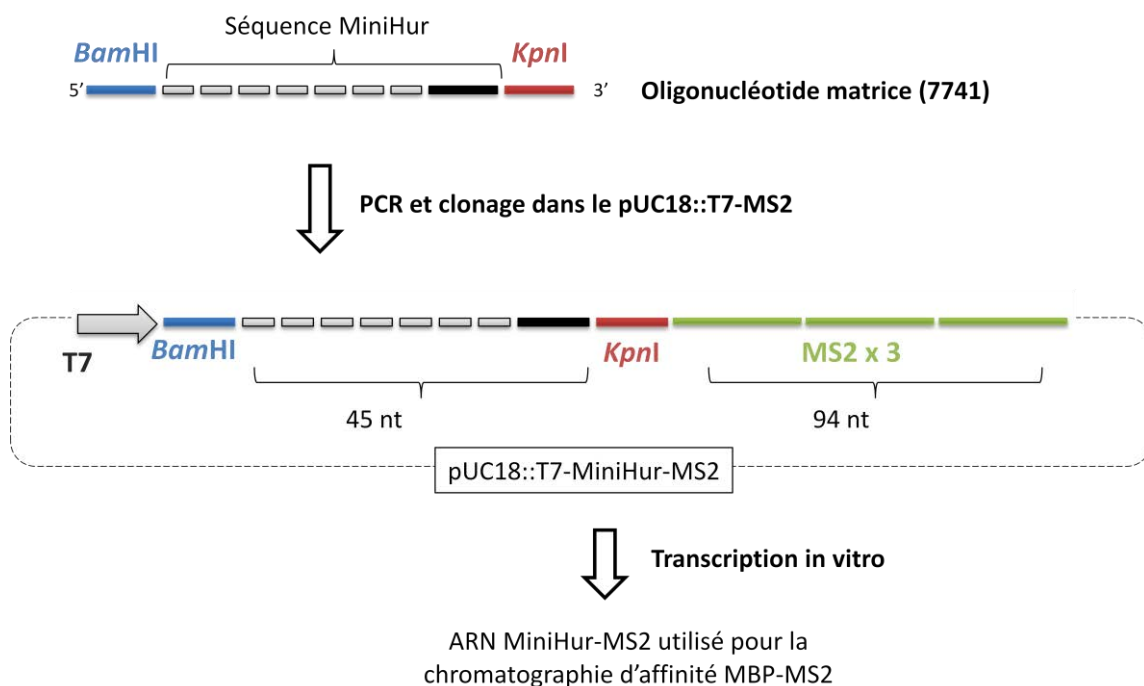 Séquence MiniHur
BamHI
KpnI
5’
3’
Oligonucléotide matrice (7741)
PCR et clonage dans le pUC18::T7-MS2
T7
BamHI
KpnI
MS2 x 3
45 nt
94 nt
pUC18::T7-MiniHur-MS2
Transcription in vitro
ARN MiniHur-MS2 utilisé pour la
chromatographie d’affinité MBP-MS2